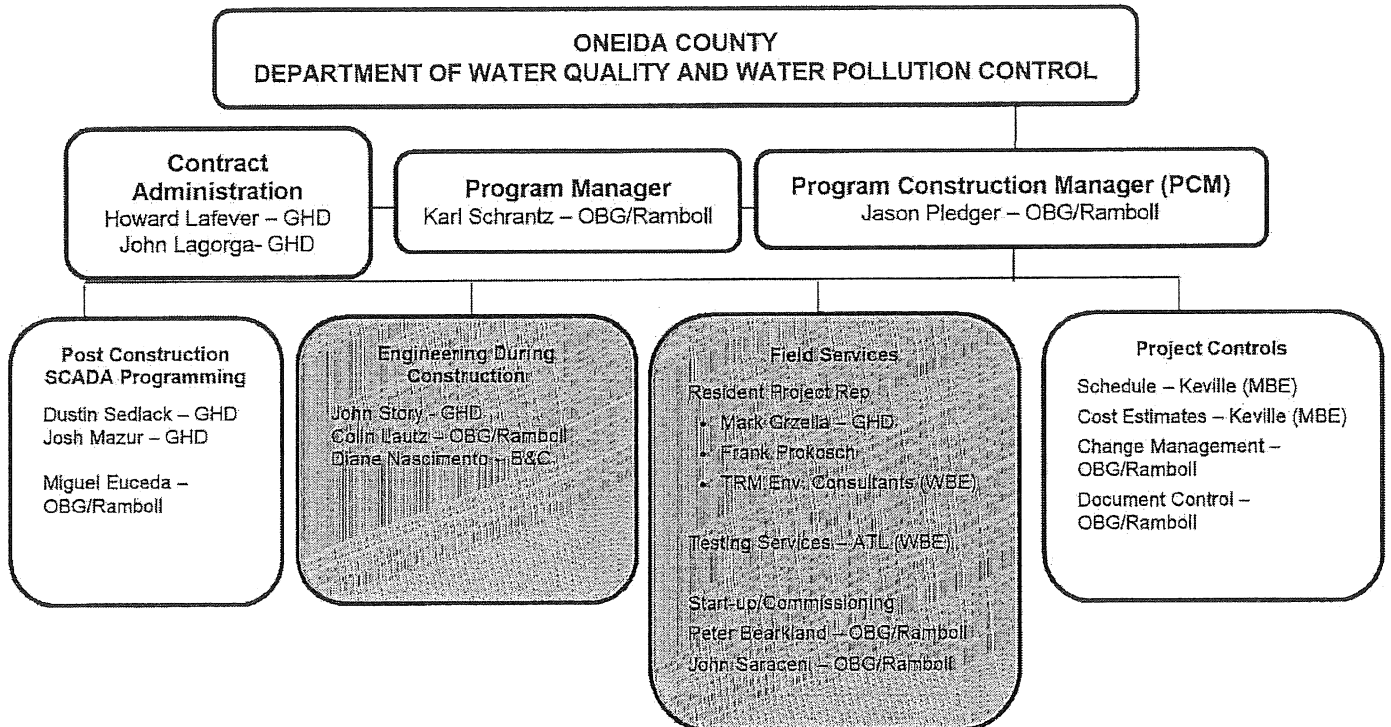 ONEIDA COUNTY
DEPARTMENT OF WATER QUALITY AND WATER POLLUTION CONTROL
Contract
Administration
Howard Lafever – GHD
John Lagorga- GHD
Program Manager
Karl Schrantz – OBG/Ramboll
Program Construction Manager (PCM)
Jason Pledger – OBG/Ramboll
Post Construction
SCADA Programming
Dustin Sedlack – GHD
Josh Mazur – GHD
Miguel Euceda –
OBG/Ramboll
Engineering During
Construction
John Story - GHD
Colin Lautz – OBG/Ramboll
Diane Nascimento – B&C
Field Services
Resident Project Rep
• Mark Grzella – GHD
• Frank Prokosch
• TRM Env. Consultants (WBE)
Testing Services – ATL (WBE)
Start-up/Commissioning
Peter Bearkland – OBG/Ramboll
John Saraceni – OBG/Ramboll
Project Controls
Schedule – Keville (MBE)
Cost Estimates – Keville (MBE)
Change Management –
OBG/Ramboll
Document Control –
OBG/Ramboll